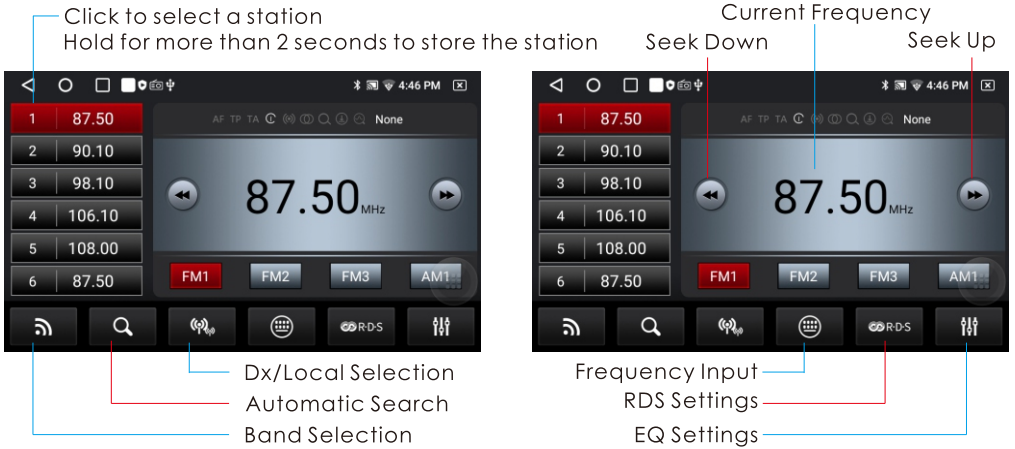 Click to select a station
Hold for more than 2 seconds to store the station
Current Frequency
Seek Down
Seek Up
4:46 PM
1 87.50
2 90.10
3 98.10
4 106.10
5 108.00
6 87.50
AF TP TA None
87.50 MHz
FM1 FM2 FM3 AM1
R·D·S
4:46 PM
1 87.50
2 90.10
3 98.10
4 106.10
5 108.00
6 87.50
AF TP TA None
87.50 MHz
FM1 FM2 FM3 AM1
R·D·S
Dx/Local Selection
Automatic Search
Band Selection
Frequency Input
RDS Settings
EQ Settings